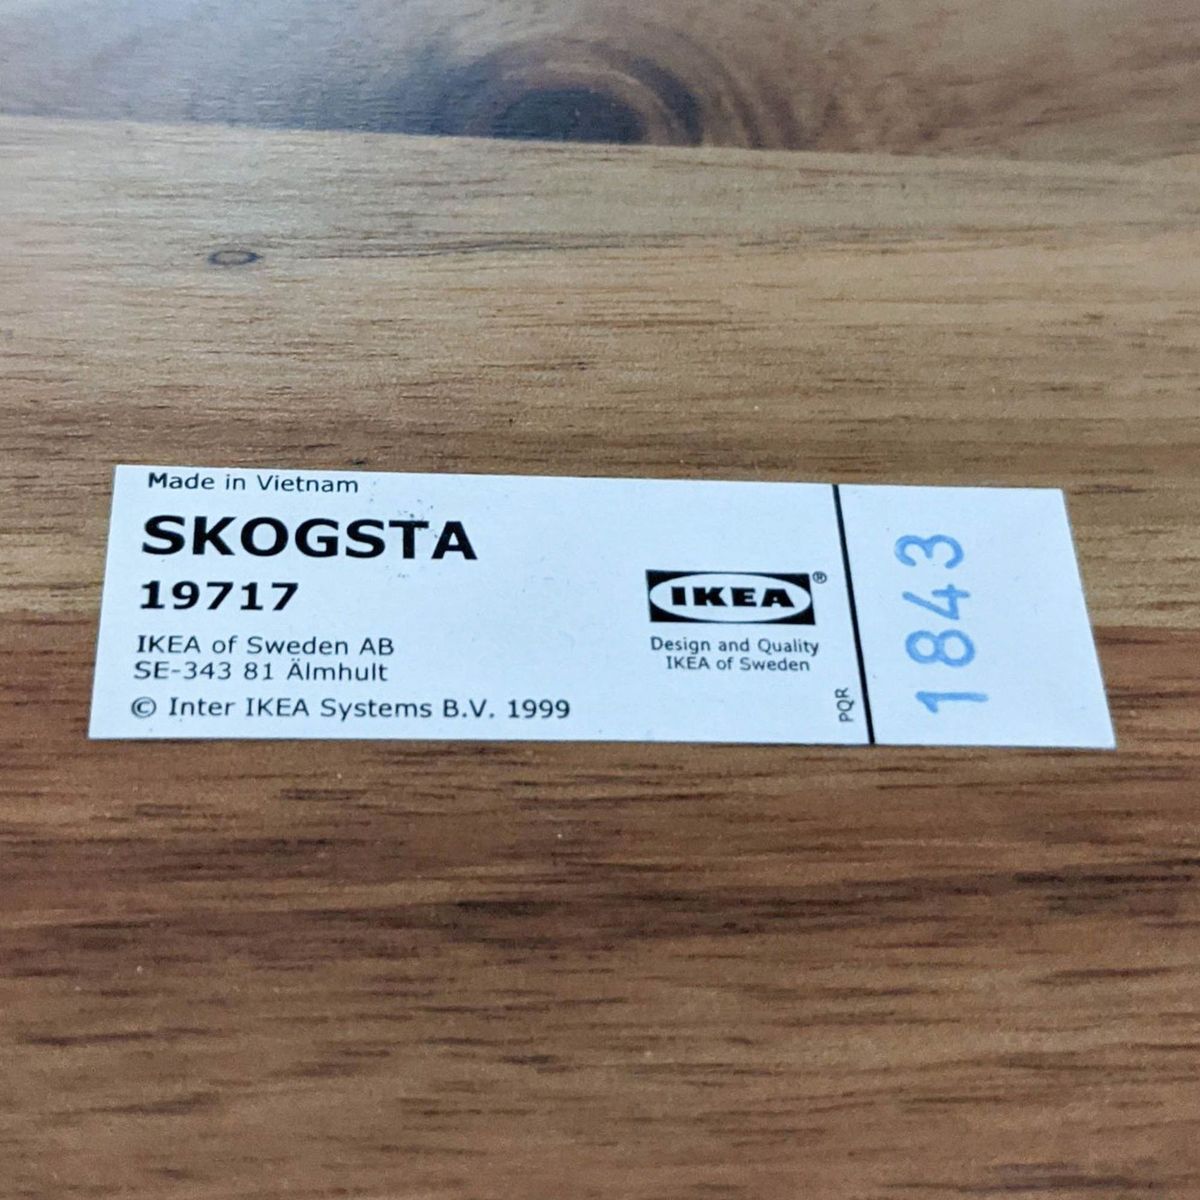 Made in Vietnam
SKOGSTA
19717
IKEA of Sweden AB
SE-343 81 Älmhult
© Inter IKEA Systems B.V. 1999
IKEA®
Design and Quality
IKEA of Sweden
PQR
1843